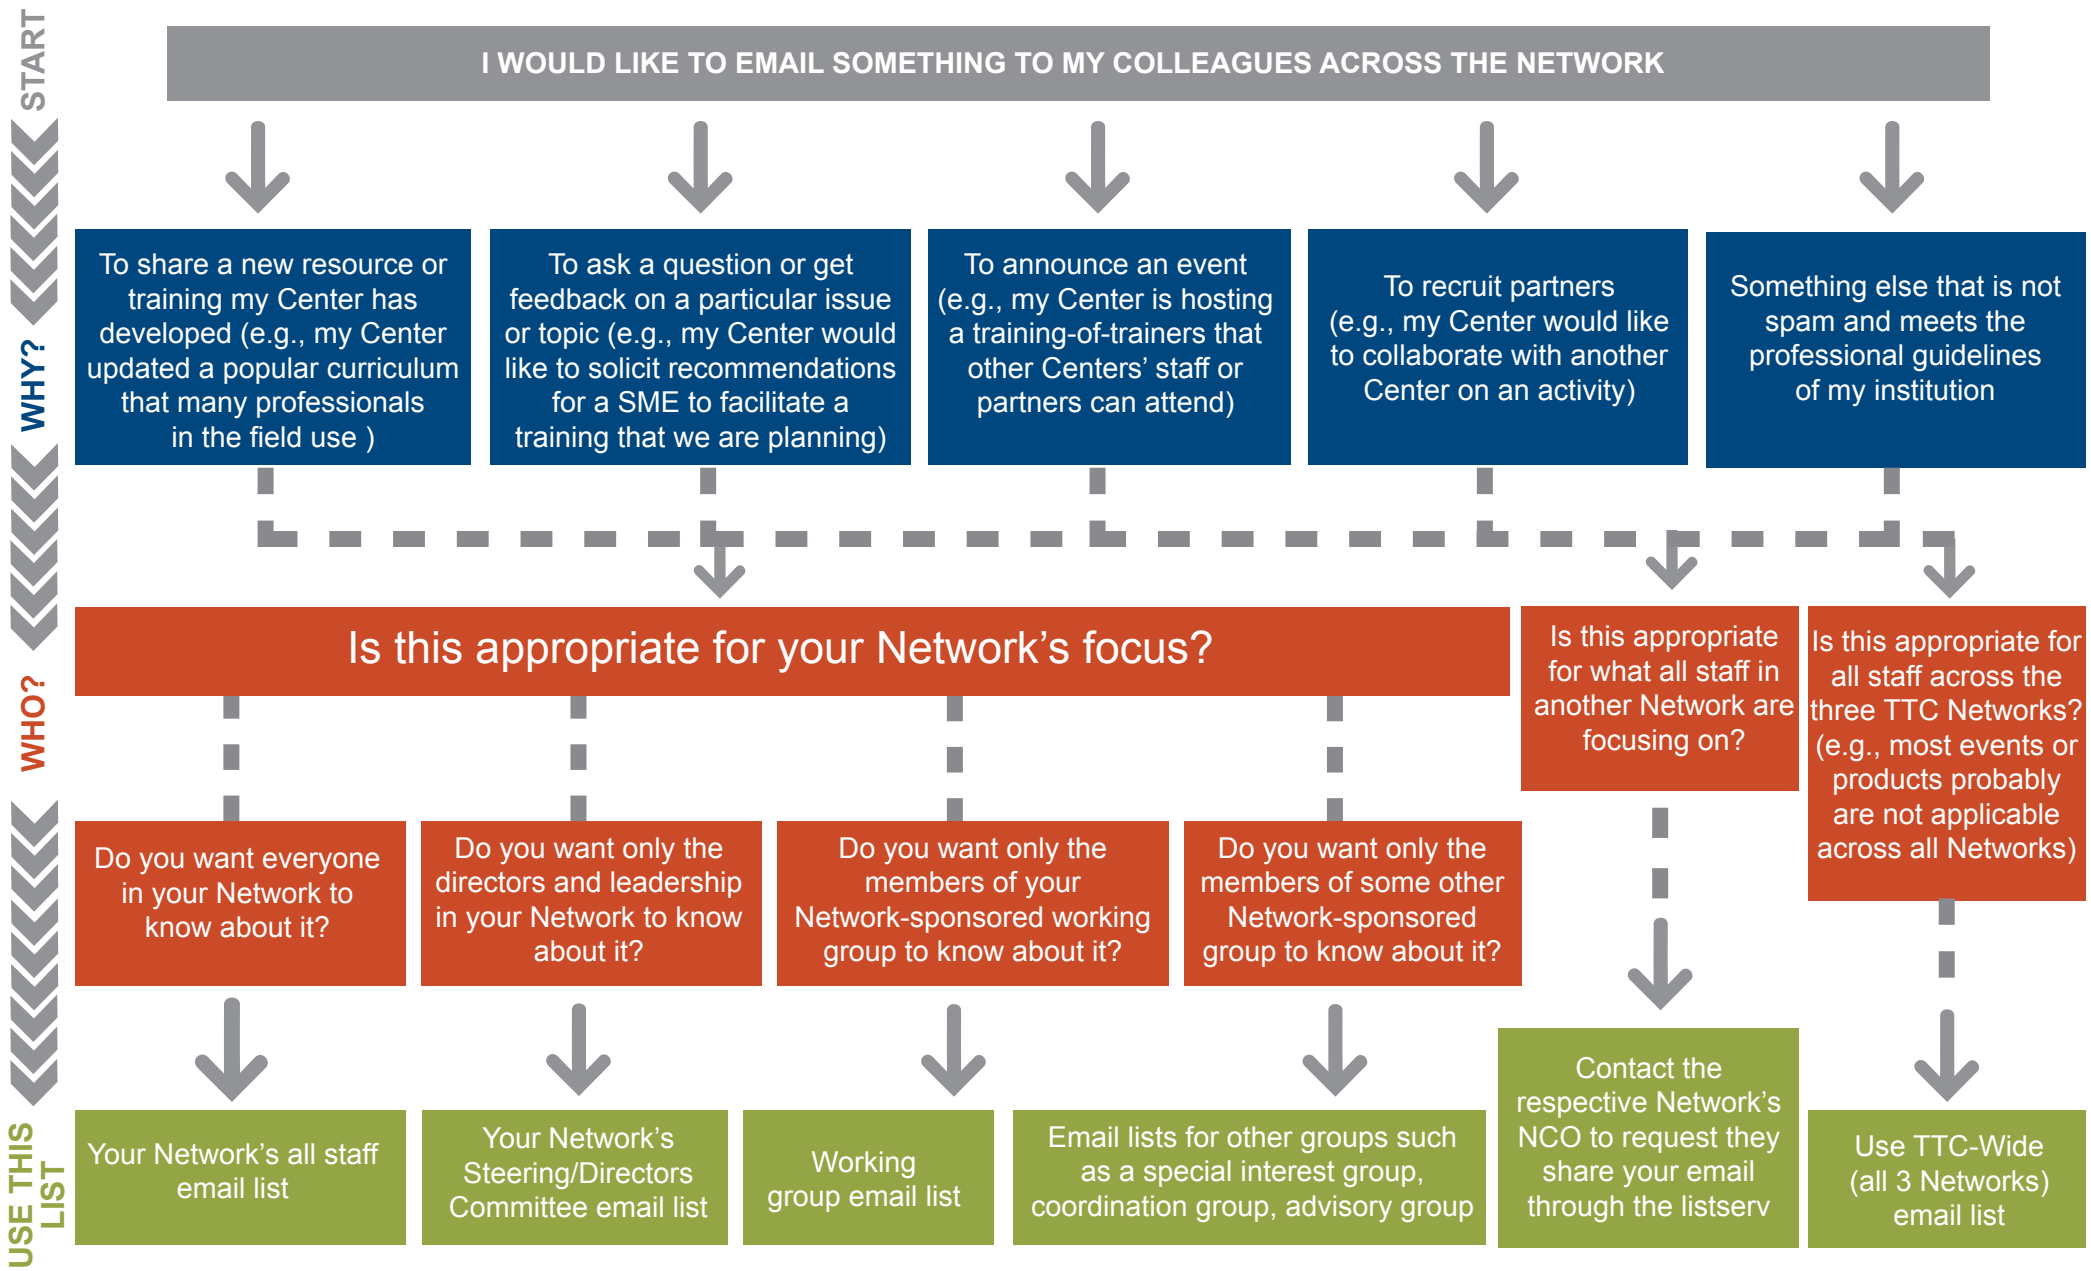 START
I WOULD LIKE TO EMAIL SOMETHING TO MY COLLEAGUES ACROSS THE NETWORK
WHY?
To share a new resource or
training my Center has
developed (e.g., my Center
updated a popular curriculum
that many professionals
in the field use )
To ask a question or get
feedback on a particular issue
or topic (e.g., my Center would
like to solicit recommendations
for a SME to facilitate a
training that we are planning)
To announce an event
(e.g., my Center is hosting
a training-of-trainers that
other Centers’ staff or
partners can attend)
To recruit partners
(e.g., my Center would like
to collaborate with another
Center on an activity)
Something else that is not
spam and meets the
professional guidelines
of my institution
WHO?
Is this appropriate for your Network’s focus?
Is this appropriate
for what all staff in
another Network are
focusing on?
Is this appropriate for
all staff across the
three TTC Networks?
(e.g., most events or
products probably
are not applicable
across all Networks)
Do you want everyone
in your Network to
know about it?
Do you want only the
directors and leadership
in your Network to know
about it?
Do you want only the
members of your
Network-sponsored working
group to know about it?
Do you want only the
members of some other
Network-sponsored
group to know about it?
USE THIS
LIST
Your Network’s all staff
email list
Your Network’s
Steering/Directors
Committee email list
Working
group email list
Email lists for other groups such
as a special interest group,
coordination group, advisory group
Contact the
respective Network’s
NCO to request they
share your email
through the listserv
Use TTC-Wide
(all 3 Networks)
email list